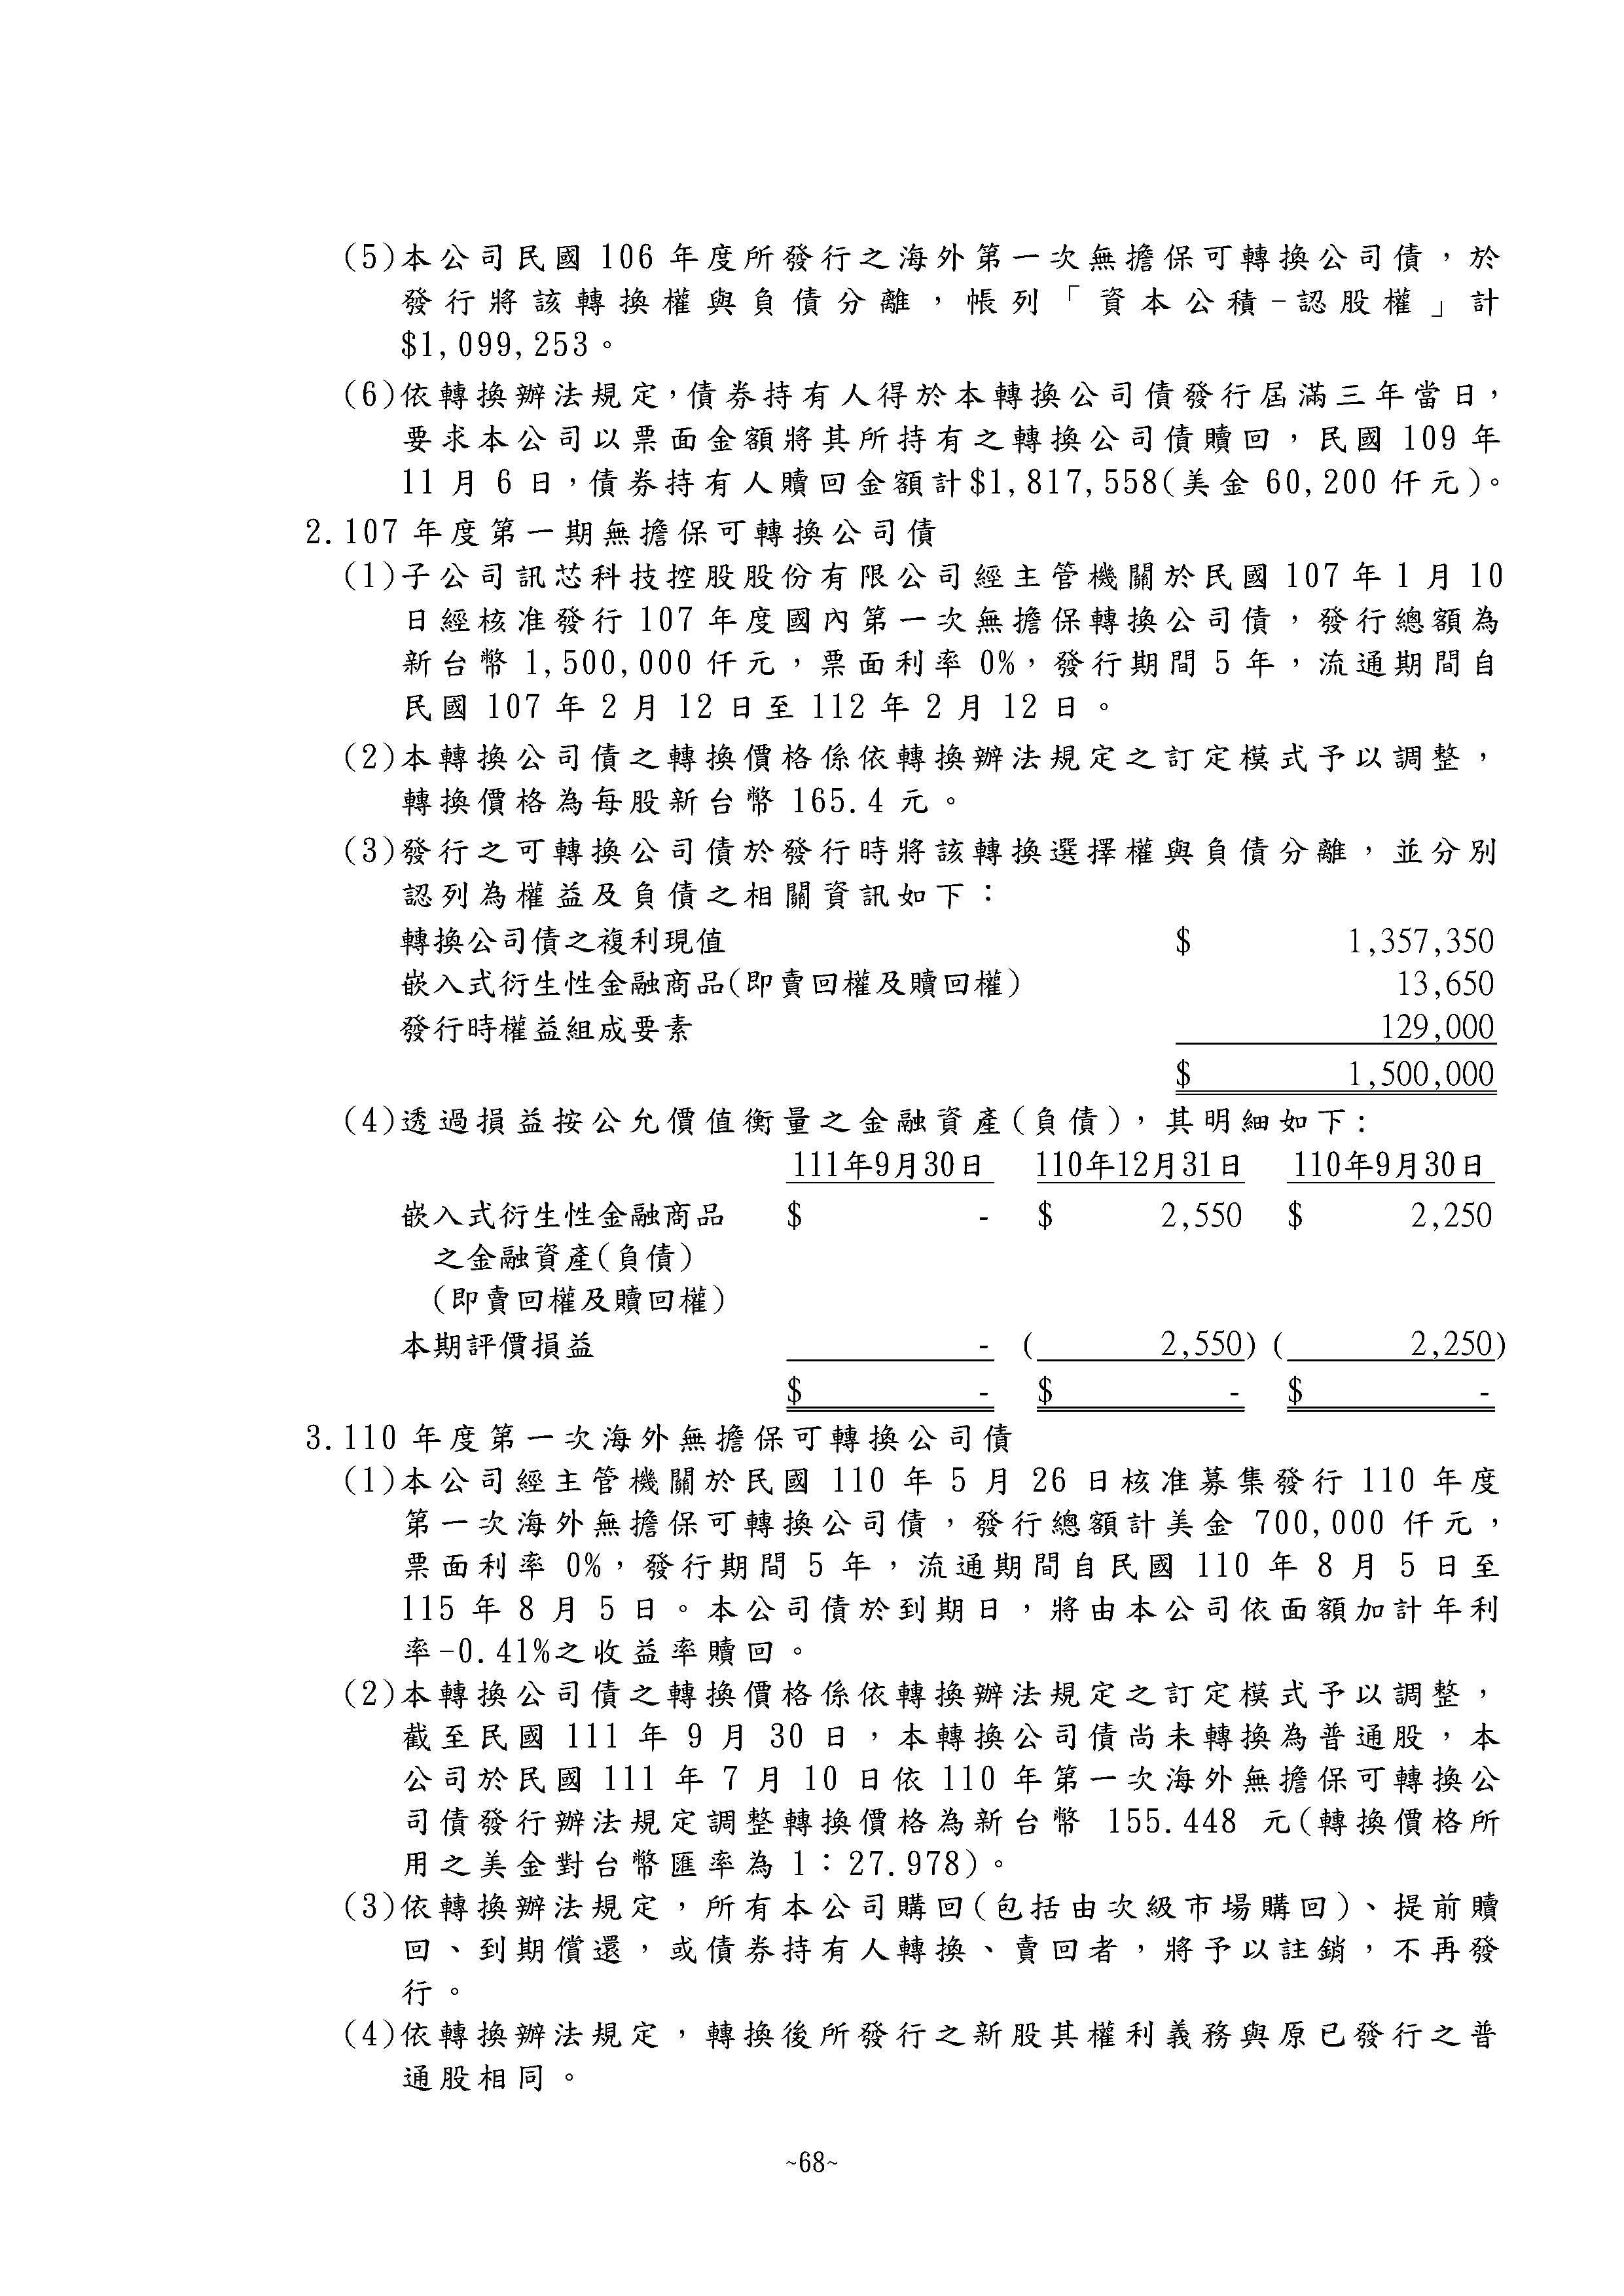 (5)本公司民國 106 年度所發行之海外第一次無擔保可轉換公司債，於
發行將該轉換權與負債分離，帳列「資本公積-認股權」計
$1,099,253。
(6)依轉換辦法規定，債券持有人得於本轉換公司債發行屆滿三年當日，
要求本公司以票面金額將其所持有之轉換公司債贖回，民國 109 年
11 月 6 日，債券持有人贖回金額計$1,817,558(美金 60,200 仟元)。
2.107 年度第一期無擔保可轉換公司債
(1)子公司訊芯科技控股股份有限公司經主管機關於民國 107 年 1 月 10
日經核准發行 107 年度國內第一次無擔保轉換公司債，發行總額為
新台幣 1,500,000 仟元，票面利率 0%，發行期間 5 年，流通期間自
民國 107 年 2 月 12 日至 112 年 2 月 12 日。
(2)本轉換公司債之轉換價格係依轉換辦法規定之訂定模式予以調整，
轉換價格為每股新台幣 165.4 元。
(3)發行之可轉換公司債於發行時將該轉換選擇權與負債分離，並分別
認列為權益及負債之相關資訊如下：
轉換公司債之複利現值 $ 1,357,350
嵌入式衍生性金融商品(即賣回權及贖回權) 13,650
發行時權益組成要素 129,000
$ 1,500,000
(4)透過損益按公允價值衡量之金融資產(負債)，其明細如下:
111年9月30日 110年12月31日 110年9月30日
嵌入式衍生性金融商品 $ - $ 2,550 $ 2,250
之金融資產(負債)
(即賣回權及贖回權)
本期評價損益 - ( 2,550) ( 2,250)
$ - $ - $ -
3.110 年度第一次海外無擔保可轉換公司債
(1)本公司經主管機關於民國 110 年 5 月 26 日核准募集發行 110 年度
第一次海外無擔保可轉換公司債，發行總額計美金 700,000 仟元，
票面利率 0%，發行期間 5 年，流通期間自民國 110 年 8 月 5 日至
115 年 8 月 5 日。本公司債於到期日，將由本公司依面額加計年利
率-0.41%之收益率贖回。
(2)本轉換公司債之轉換價格係依轉換辦法規定之訂定模式予以調整，
截至民國 111 年 9 月 30 日，本轉換公司債尚未轉換為普通股，本
公司於民國 111 年 7 月 10 日依 110 年第一次海外無擔保可轉換公
司債發行辦法規定調整轉換價格為新台幣 155.448 元(轉換價格所
用之美金對台幣匯率為 1：27.978)。
(3)依轉換辦法規定，所有本公司購回(包括由次級市場購回)、提前贖
回、到期償還，或債券持有人轉換、賣回者，將予以註銷，不再發
行。
(4)依轉換辦法規定，轉換後所發行之新股其權利義務與原已發行之普
通股相同。
~68~